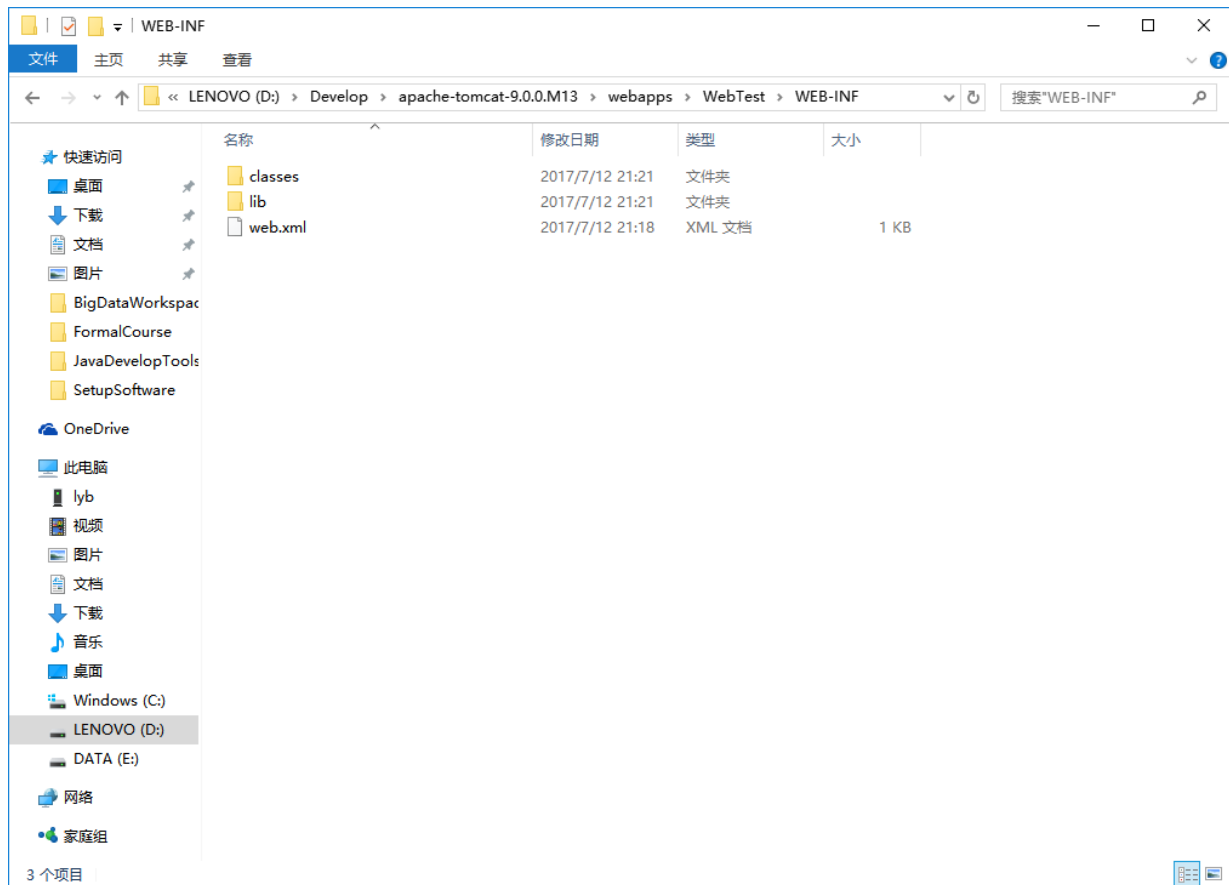 WEB-INF
文件 主页 共享 查看
« LENOVO (D:) › Develop › apache-tomcat-9.0.0.M13 › webapps › WebTest › WEB-INF 搜索"WEB-INF"
名称 修改日期 类型 大小
快速访问
桌面
下载
文档
图片
BigDataWorkspac
FormalCourse
JavaDevelopTools
SetupSoftware
OneDrive
此电脑
lyb
视频
图片
文档
下载
音乐
桌面
Windows (C:)
LENOVO (D:)
DATA (E:)
网络
家庭组
classes 2017/7/12 21:21 文件夹
lib 2017/7/12 21:21 文件夹
web.xml 2017/7/12 21:18 XML 文档 1 KB
3 个项目